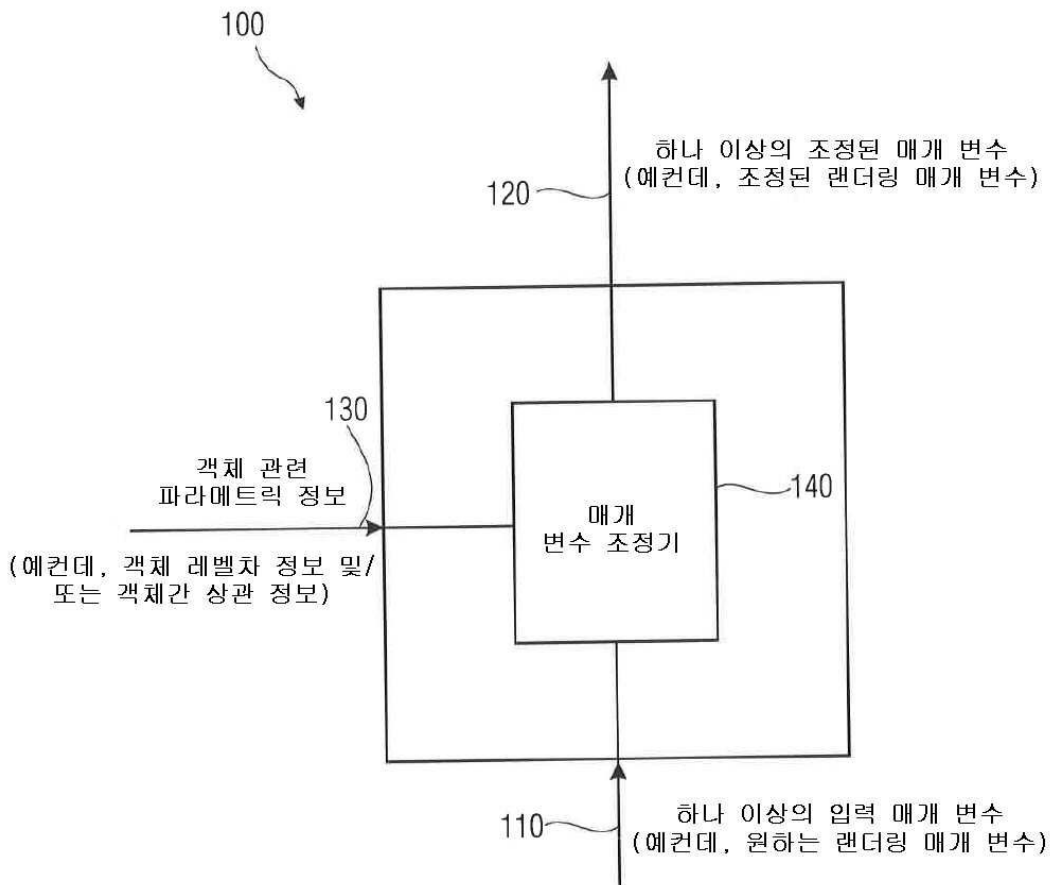 100
하나 이상의 조정된 매개 변수
(예컨데, 조정된 랜더링 매개 변수)
120
130
객체 관련
파라메트릭 정보
(예컨데, 객체 레벨차 정보 및/
또는 객체간 상관 정보)
매개
변수 조정기
140
하나 이상의 입력 매개 변수
(예컨데, 원하는 랜더링 매개 변수)
110